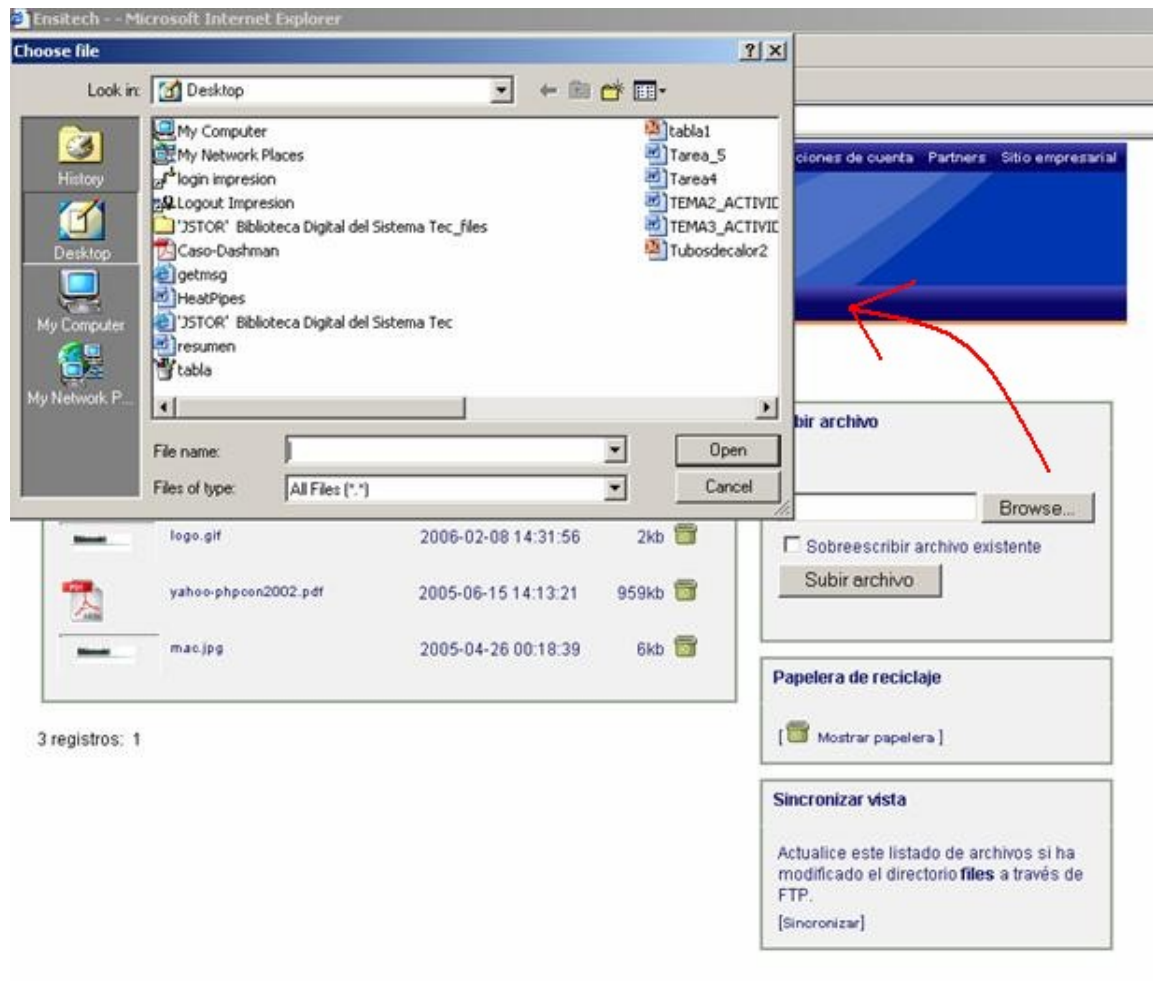 Ensitech - - Microsoft Internet Explorer
Choose file
Look in: Desktop
History
Desktop
My Computer
My Network P...
My Computer
My Network Places
login impresion
Logout Impresion
'JSTOR' Biblioteca Digital del Sistema Tec_files
Caso-Dashman
getmsg
HeatPipes
'JSTOR' Biblioteca Digital del Sistema Tec
resumen
tabla
tabla1
Tarea_5
Tarea4
TEMA2_ACTIVID
TEMA3_ACTIVID
Tubosdecalor2
File name:
Open
Files of type: All Files (*.*)
Cancel
ciones de cuenta Partners Sitio empresarial
bir archivo
Browse...
Sobreescribir archivo existente
Subir archivo
logo.gif 2006-02-08 14:31:56 2kb
yahoo-phpcon2002.pdf 2005-06-15 14:13:21 959kb
mac.jpg 2005-04-26 00:18:39 6kb
3 registros: 1
Papelera de reciclaje
[ Mostrar papelera ]
Sincronizar vista
Actualice este listado de archivos si ha
modificado el directorio files a través de
FTP.
[Sincronizar]